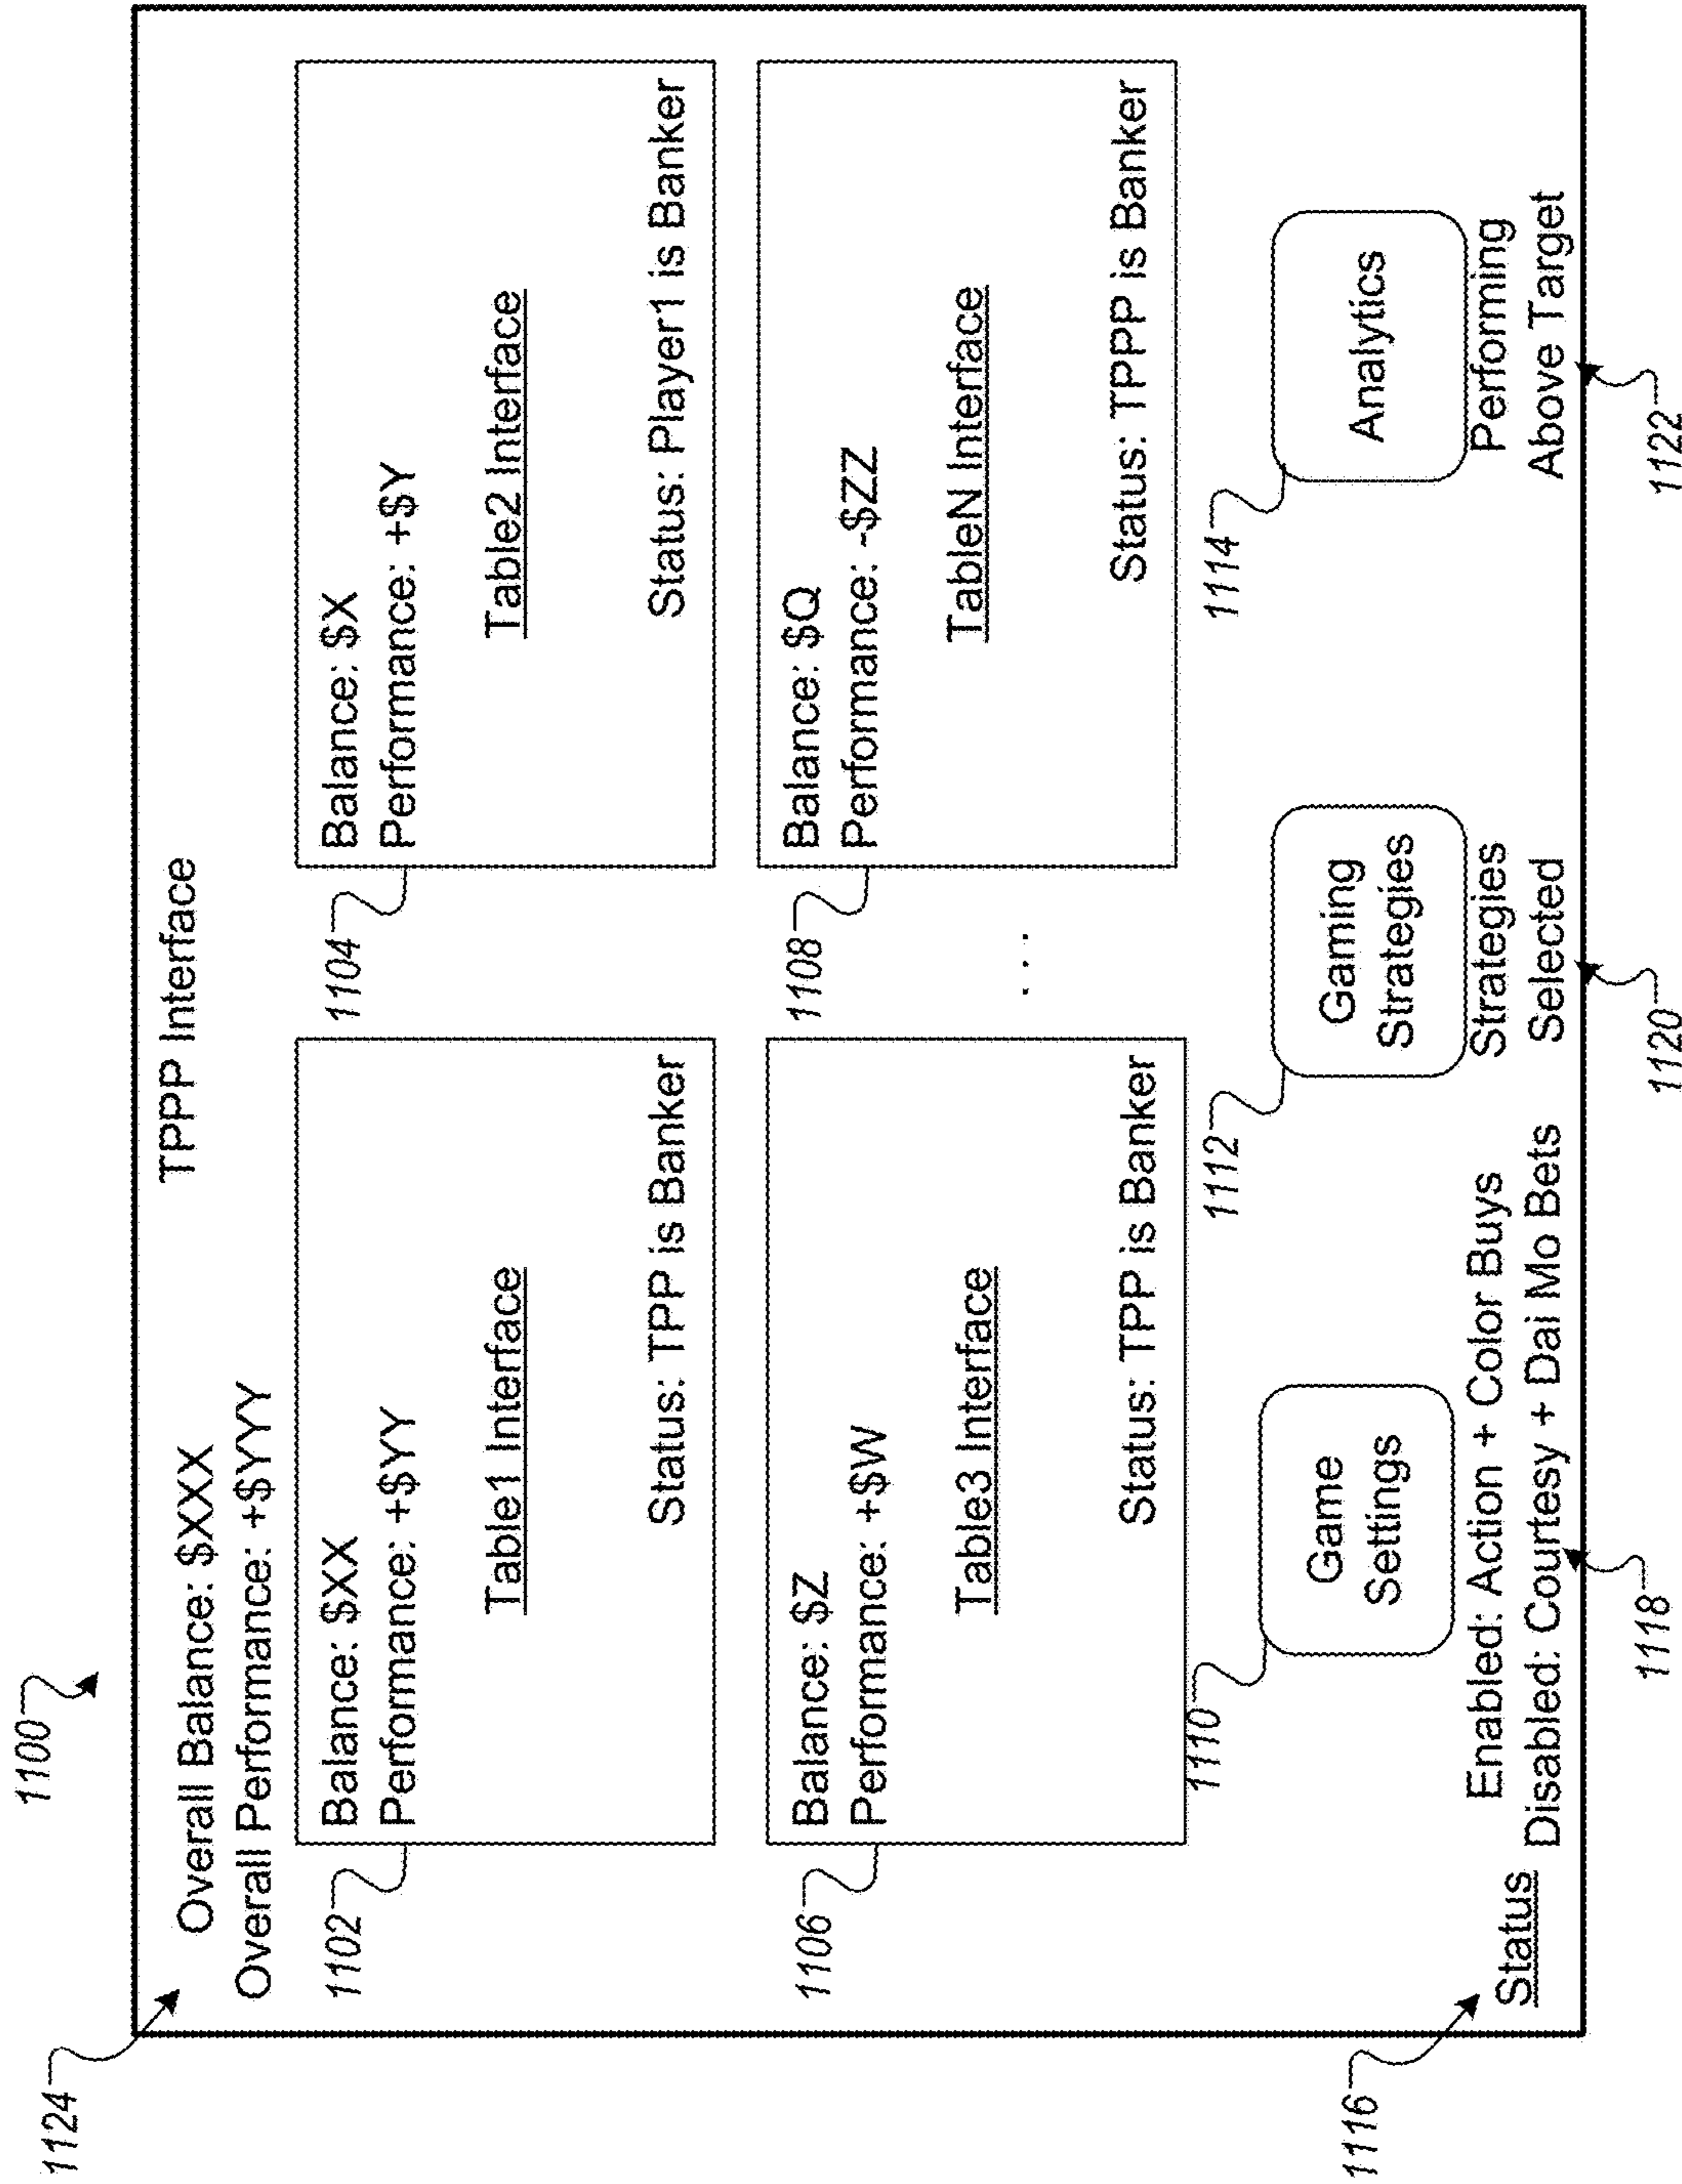 1100
1124
TPPP Interface
Overall Balance: $XXX
Overall Performance: +$YYY
1102
Balance: $XX
Performance: +$YY
Table1 Interface
Status: TPP is Banker
1104
Balance: $X
Performance: +$Y
Table2 Interface
Status: Player1 is Banker
1106
Balance: $Z
Performance: +$W
Table3 Interface
Status: TPP is Banker
. . .
1108
Balance: $Q
Performance: -$ZZ
TableN Interface
Status: TPPP is Banker
1110
Game
Settings
1112
Gaming
Strategies
1114
Analytics
1116
Status
Enabled: Action + Color Buys
Disabled: Courtesy + Dai Mo Bets
1118
Strategies
Selected
1120
Performing
Above Target
1122